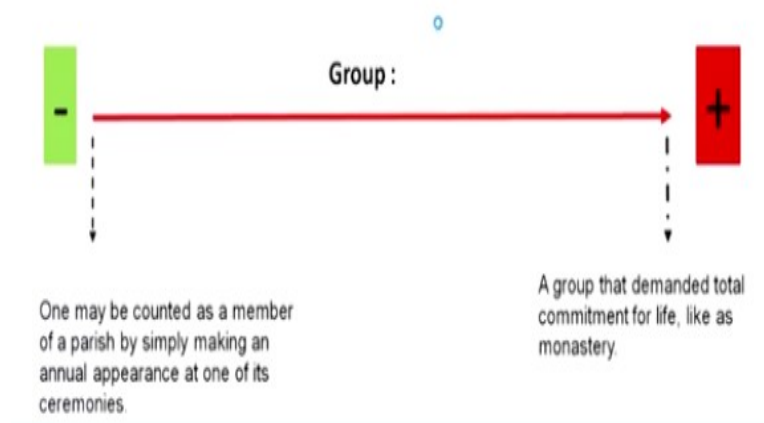 Group :
-
+
One may be counted as a member
of a parish by simply making an
annual appearance at one of its
ceremonies.
A group that demanded total
commitment for life, like as
monastery.